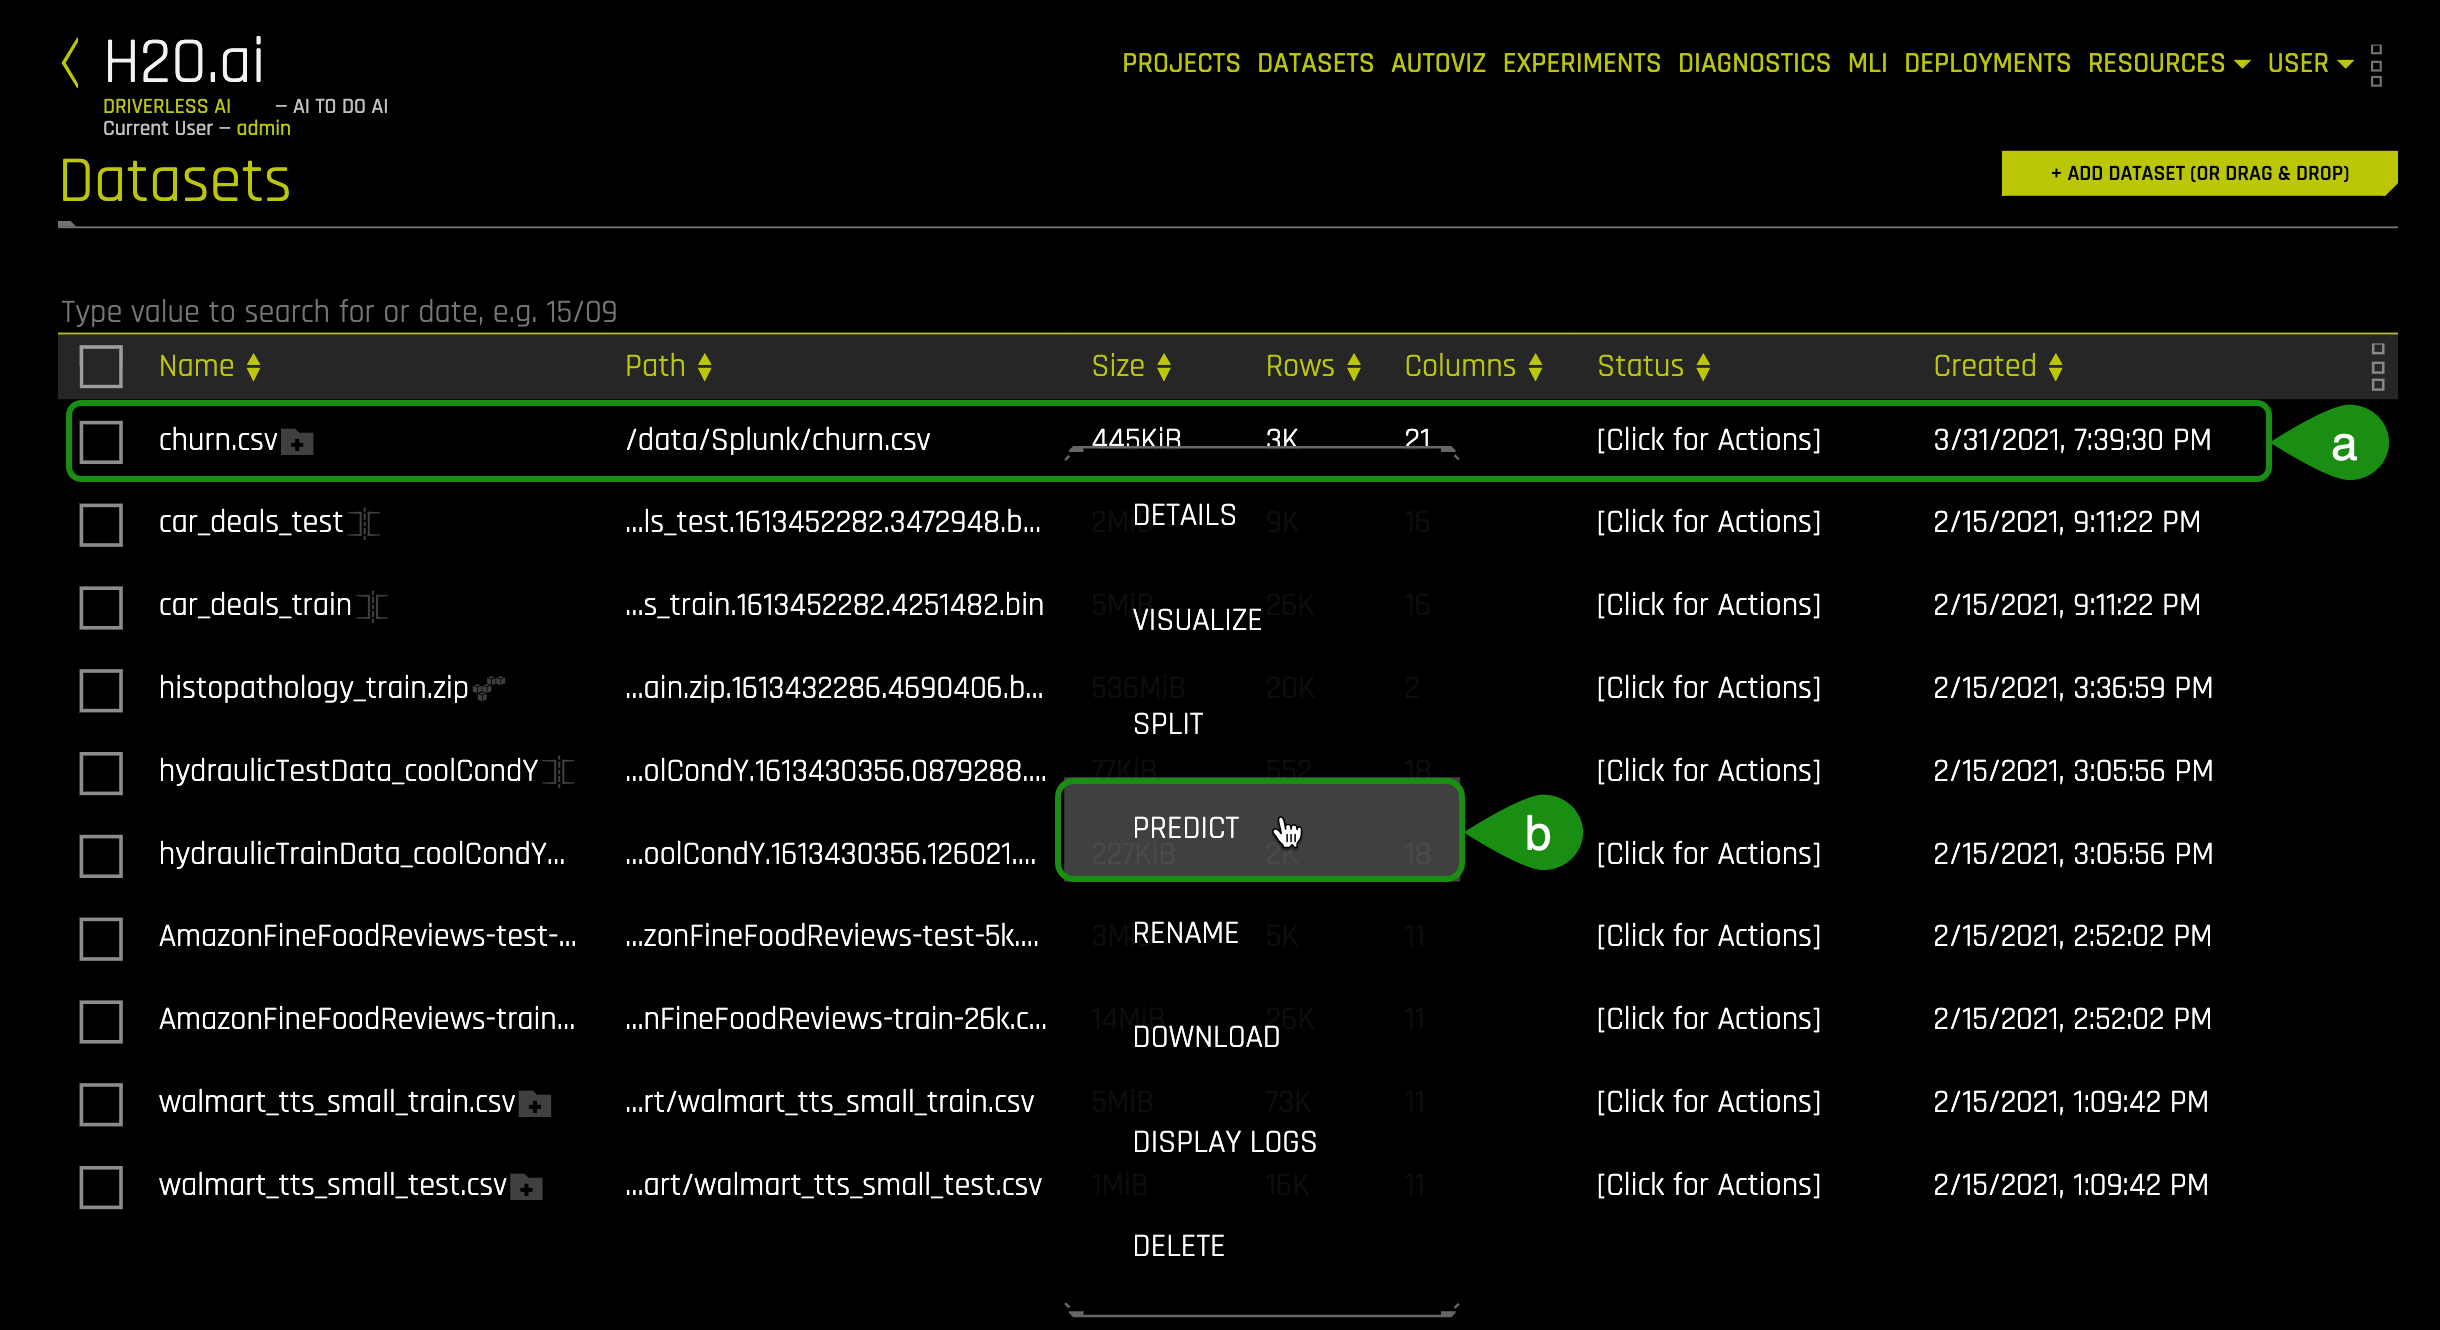 H2O.ai
PROJECTS DATASETS AUTOVIZ EXPERIMENTS DIAGNOSTICS MLI DEPLOYMENTS RESOURCES USER
DRIVERLESS AI – AI TO DO AI
Current User – admin
Datasets
+ ADD DATASET (OR DRAG & DROP)
Type value to search for or date, e.g. 15/09
Name Path Size Rows Columns Status Created
churn.csv /data/Splunk/churn.csv 445KiB 3K 21 [Click for Actions] 3/31/2021, 7:39:30 PM a
DETAILS
car_deals_test ...ls_test.1613452282.3472948.b... 2MiB 9K 16 [Click for Actions] 2/15/2021, 9:11:22 PM
car_deals_train ...s_train.1613452282.4251482.bin 5MiB 26K 16 [Click for Actions] 2/15/2021, 9:11:22 PM
VISUALIZE
histopathology_train.zip ...ain.zip.1613432286.4690406.b... 536MiB 20K 2 [Click for Actions] 2/15/2021, 3:36:59 PM
SPLIT
hydraulicTestData_coolCondY ...olCondY.1613430356.0879288.... 77KiB 552 18 [Click for Actions] 2/15/2021, 3:05:56 PM
PREDICT b
hydraulicTrainData_coolCondY... ...oolCondY.1613430356.126021.... 227KiB 2K 18 [Click for Actions] 2/15/2021, 3:05:56 PM
RENAME
AmazonFineFoodReviews-test-... ...zonFineFoodReviews-test-5k.... 3MiB 5K 11 [Click for Actions] 2/15/2021, 2:52:02 PM
AmazonFineFoodReviews-train... ...nFineFoodReviews-train-26k.c... 14MiB 26K 11 [Click for Actions] 2/15/2021, 2:52:02 PM
DOWNLOAD
walmart_tts_small_train.csv ...rt/walmart_tts_small_train.csv 5MiB 73K 11 [Click for Actions] 2/15/2021, 1:09:42 PM
DISPLAY LOGS
walmart_tts_small_test.csv ...art/walmart_tts_small_test.csv 1MiB 16K 11 [Click for Actions] 2/15/2021, 1:09:42 PM
DELETE